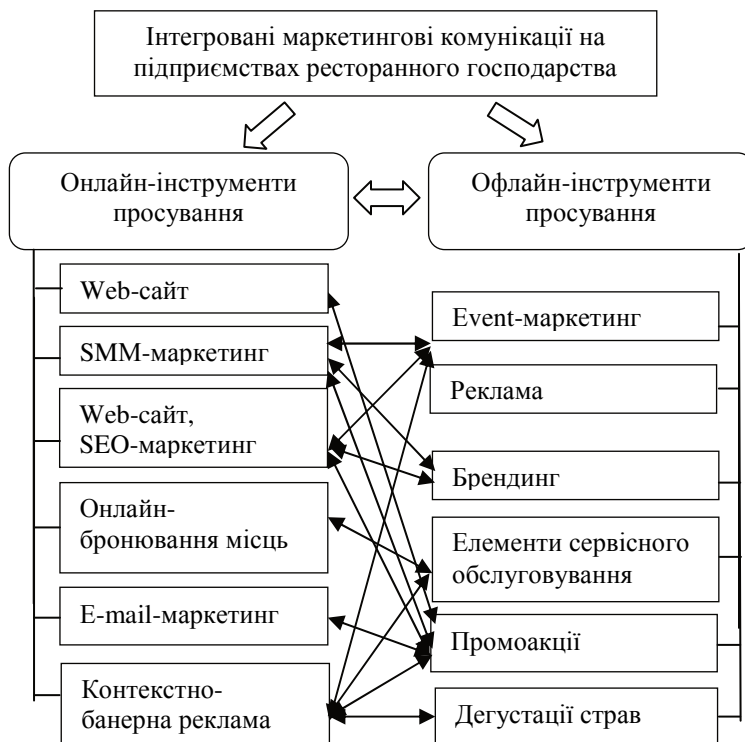 Інтегровані маркетингові комунікації на
підприємствах ресторанного господарства
Онлайн-інструменти
просування
Офлайн-інструменти
просування
Web-сайт
SMM-маркетинг
Web-сайт,
SEO-маркетинг
Онлайн-
бронювання місць
E-mail-маркетинг
Контекстно-
банерна реклама
Event-маркетинг
Реклама
Брендинг
Елементи сервісного
обслуговування
Промоакції
Дегустації страв